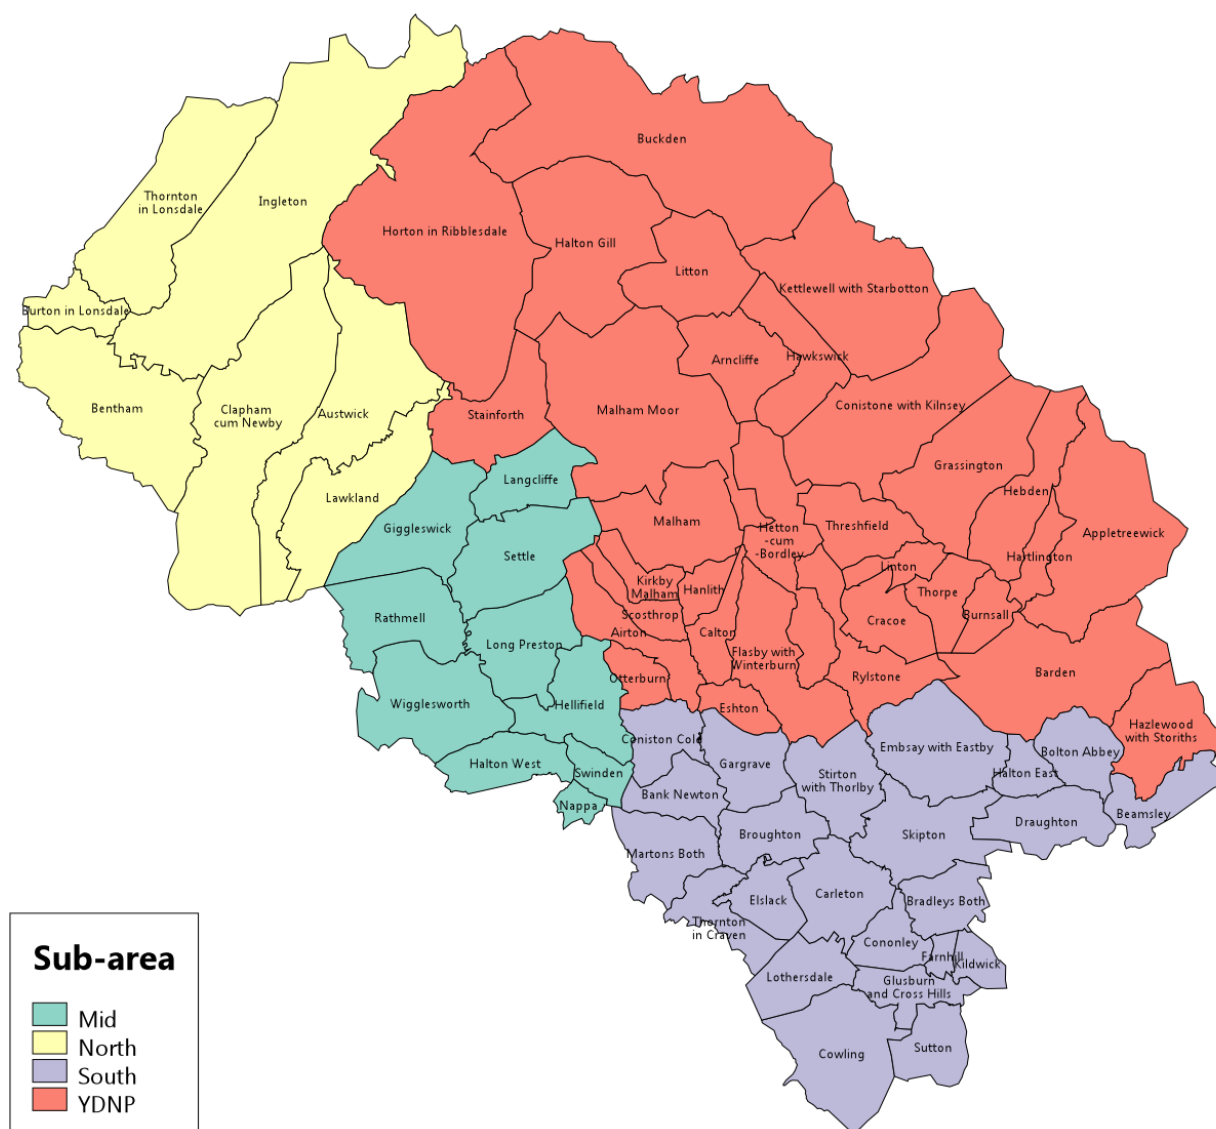 Buckden
Thornton
in Lonsdale
Ingleton
Horton in Ribblesdale
Halton Gill
Litton
Kettlewell with Starbotton
Burton in Lonsdale
Hawkswick
Arncliffe
Bentham
Clapham
cum Newby
Austwick
Stainforth
Malham Moor
Conistone with Kilnsey
Grassington
Langcliffe
Hebden
Lawkland
Giggleswick
Malham
Hetton
-cum
-Bordley
Threshfield
Appletreewick
Settle
Hartlington
Linton
Kirkby
Malham
Hanlith
Thorpe
Rathmell
Scosthrop
Burnsall
Cracoe
Airton
Calton
Long Preston
Flasby with
Winterburn
Otterburn
Rylstone
Barden
Wigglesworth
Hellifield
Eshton
Hazlewood
with Storiths
Coniston Cold
Embsay with Eastby
Bolton Abbey
Halton West
Swinden
Gargrave
Stirton
with Thorlby
Halton East
Bank Newton
Nappa
Beamsley
Draughton
Broughton
Skipton
Martons Both
Carleton
Elslack
Bradleys Both
Thornton
in Craven
Cononley
Farnhill
Kildwick
Lothersdale
Glusburn
and Cross Hills
Cowling
Sutton
Sub-area
Mid
North
South
YDNP